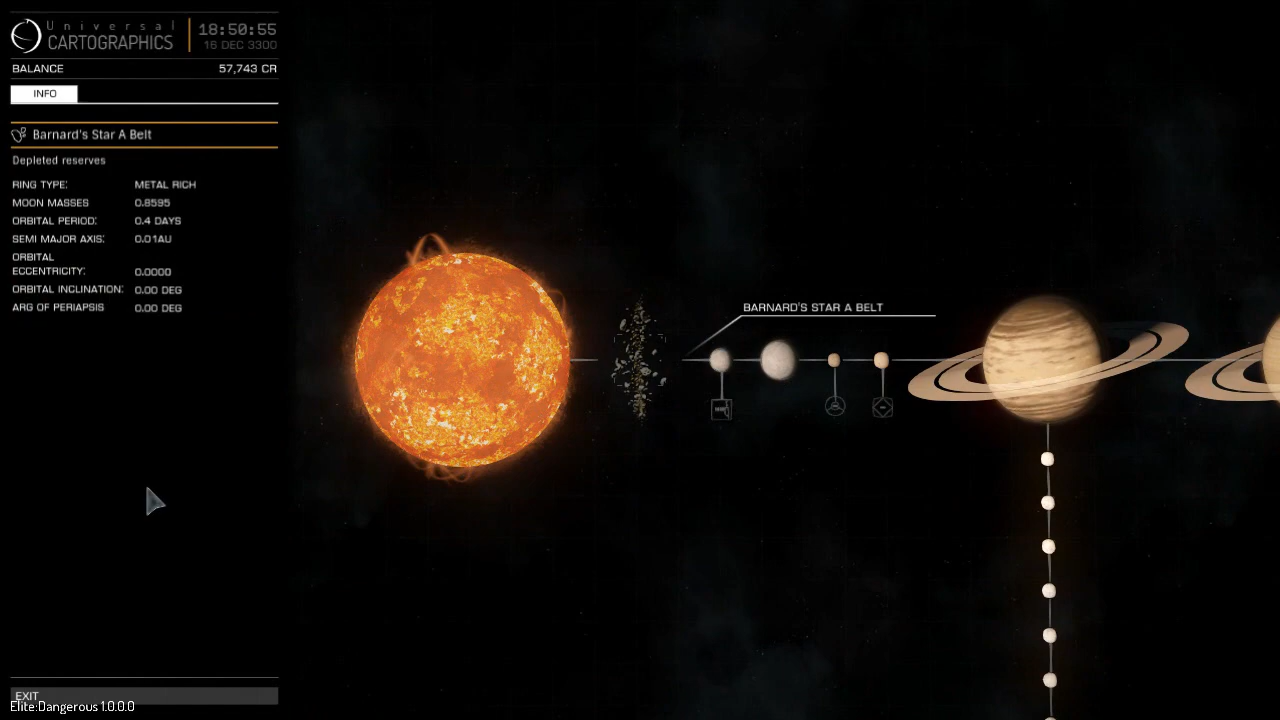 Universal
CARTOGRAPHICS
18:50:55
16 DEC 3300
BALANCE 57,743 CR
INFO
Barnard's Star A Belt
Depleted reserves
RING TYPE: METAL RICH
MOON MASSES 0.8595
ORBITAL PERIOD: 0.4 DAYS
SEMI MAJOR AXIS: 0.01AU
ORBITAL
ECCENTRICITY: 0.0000
ORBITAL INCLINATION: 0.00 DEG
ARG OF PERIAPSIS 0.00 DEG
BARNARD'S STAR A BELT
EXIT
Elite:Dangerous 1.0.0.0